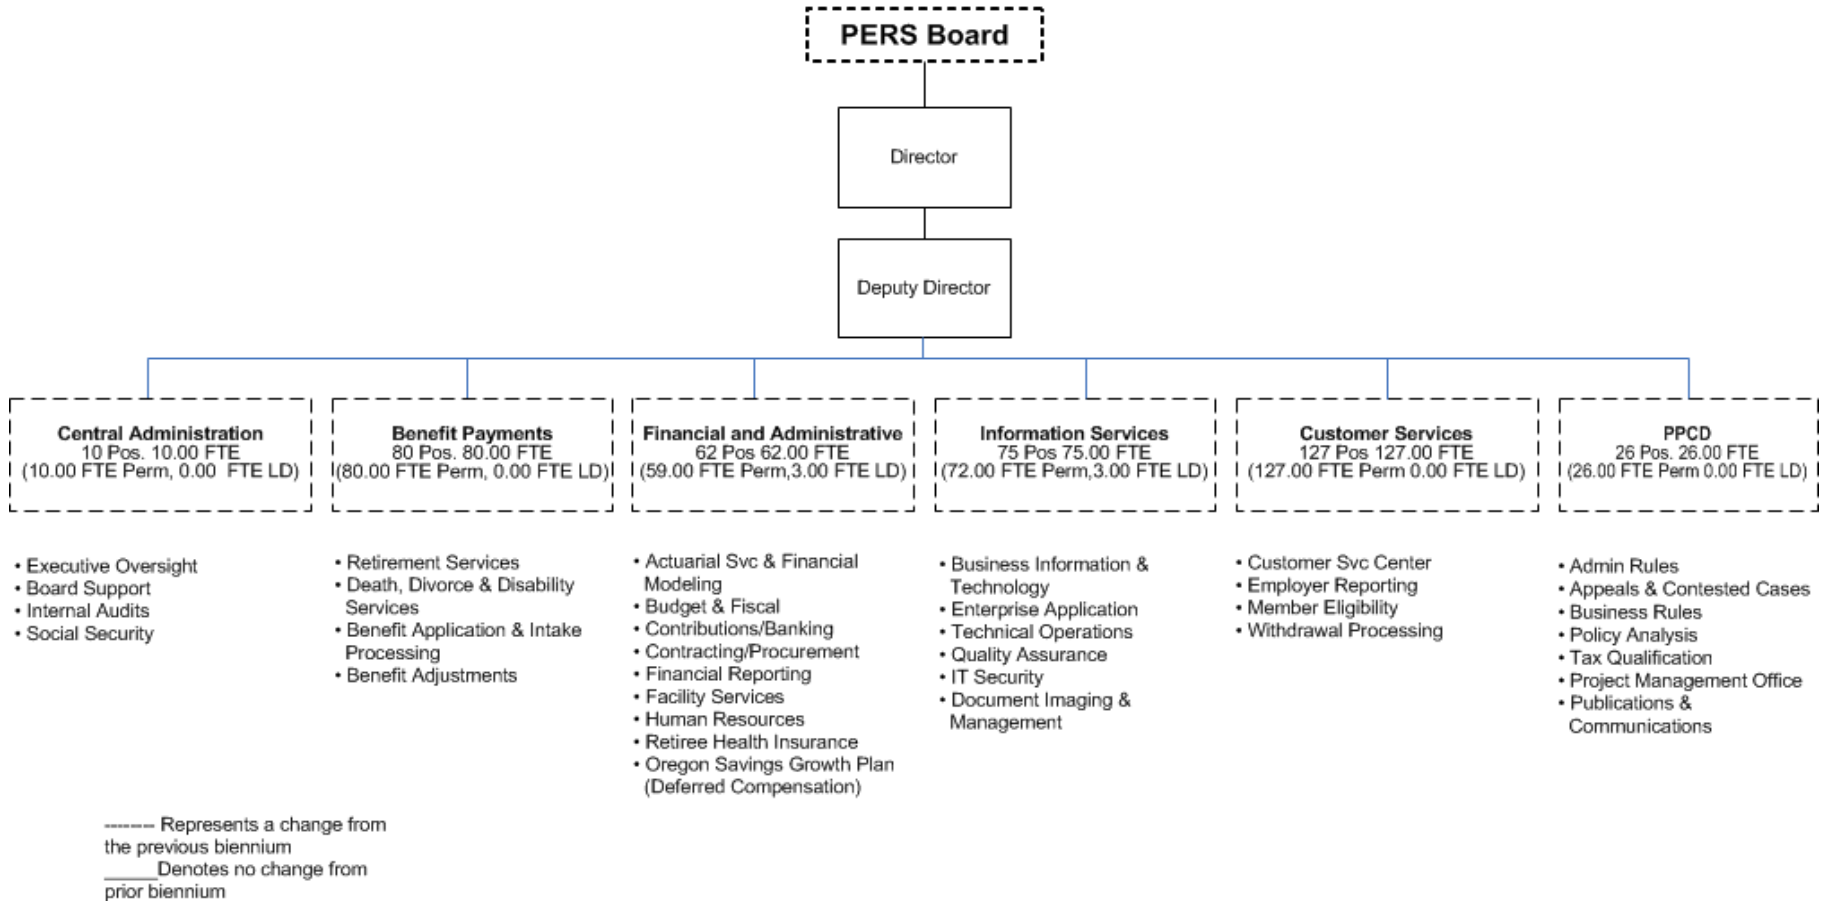 PERS Board
Director
Deputy Director
Central Administration
10 Pos. 10.00 FTE
(10.00 FTE Perm, 0.00 FTE LD)
• Executive Oversight
• Board Support
• Internal Audits
• Social Security
Benefit Payments
80 Pos. 80.00 FTE
(80.00 FTE Perm, 0.00 FTE LD)
• Retirement Services
• Death, Divorce & Disability
Services
• Benefit Application & Intake
Processing
• Benefit Adjustments
Financial and Administrative
62 Pos 62.00 FTE
(59.00 FTE Perm,3.00 FTE LD)
• Actuarial Svc & Financial
Modeling
• Budget & Fiscal
• Contributions/Banking
• Contracting/Procurement
• Financial Reporting
• Facility Services
• Human Resources
• Retiree Health Insurance
• Oregon Savings Growth Plan
(Deferred Compensation)
Information Services
75 Pos 75.00 FTE
(72.00 FTE Perm,3.00 FTE LD)
• Business Information &
Technology
• Enterprise Application
• Technical Operations
• Quality Assurance
• IT Security
• Document Imaging &
Management
Customer Services
127 Pos 127.00 FTE
(127.00 FTE Perm 0.00 FTE LD)
• Customer Svc Center
• Employer Reporting
• Member Eligibility
• Withdrawal Processing
PPCD
26 Pos. 26.00 FTE
(26.00 FTE Perm 0.00 FTE LD)
• Admin Rules
• Appeals & Contested Cases
• Business Rules
• Policy Analysis
• Tax Qualification
• Project Management Office
• Publications &
Communications
-------- Represents a change from
the previous biennium
_____Denotes no change from
prior biennium